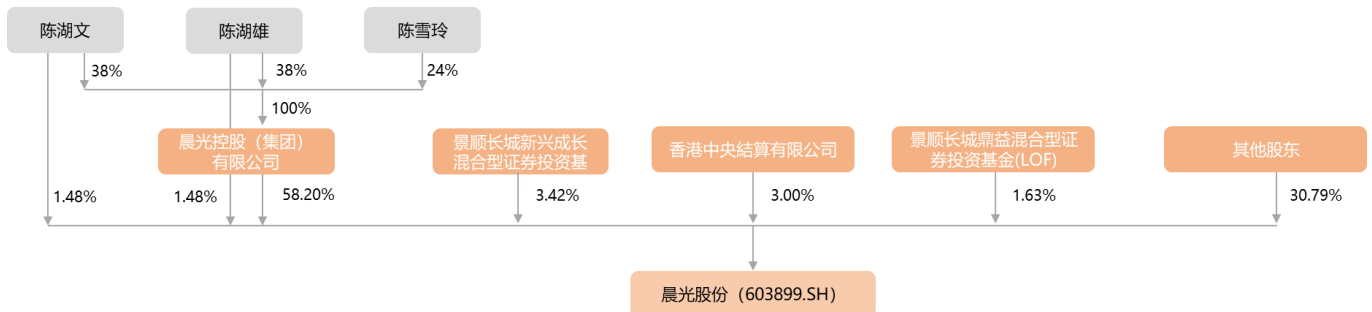 陈湖文
陈湖雄
陈雪玲
38%
38%
24%
100%
晨光控股（集团）
有限公司
景顺长城新兴成长
混合型证券投资基
香港中央結算有限公司
景顺长城鼎益混合型证
券投资基金(LOF)
其他股东
1.48%
1.48%
58.20%
3.42%
3.00%
1.63%
30.79%
晨光股份（603899.SH）